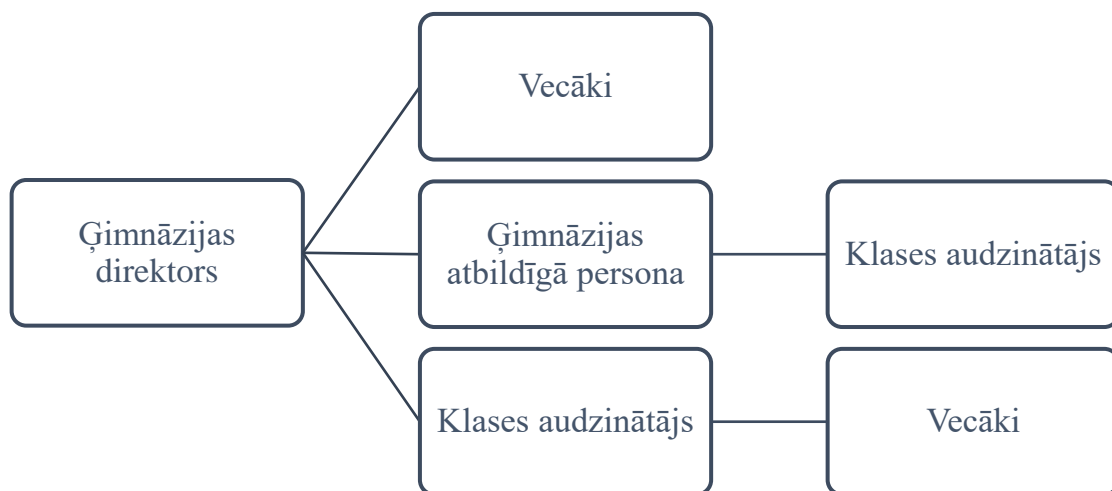 Vecāki
Ģimnāzijas
direktors
Ģimnāzijas
atbildīgā persona
Klases audzinātājs
Klases audzinātājs
Vecāki